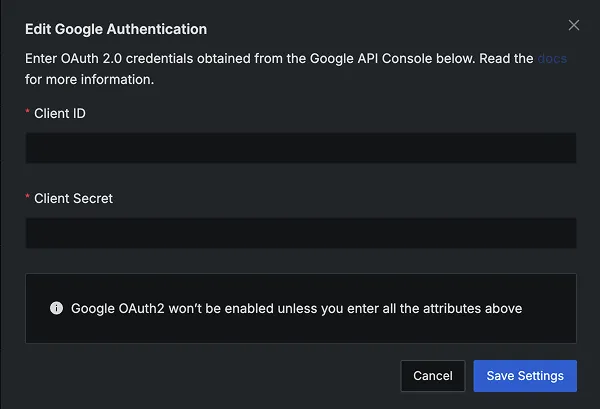 Edit Google Authentication
Enter OAuth 2.0 credentials obtained from the Google API Console below. Read the docs
for more information.
* Client ID
* Client Secret
Google OAuth2 won’t be enabled unless you enter all the attributes above
Cancel Save Settings